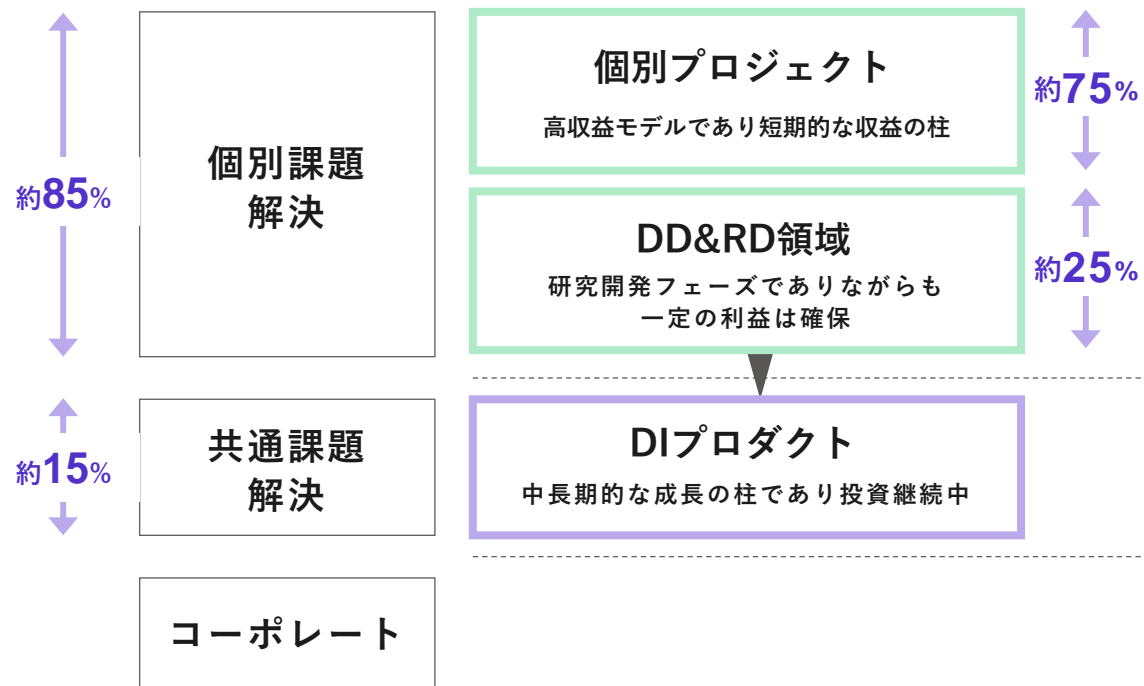 約85%
個別課題
解決
個別プロジェクト
高収益モデルであり短期的な収益の柱
約75%
DD&RD領域
研究開発フェーズでありながらも
一定の利益は確保
約25%
約15%
共通課題
解決
DIプロダクト
中長期的な成長の柱であり投資継続中
コーポレート